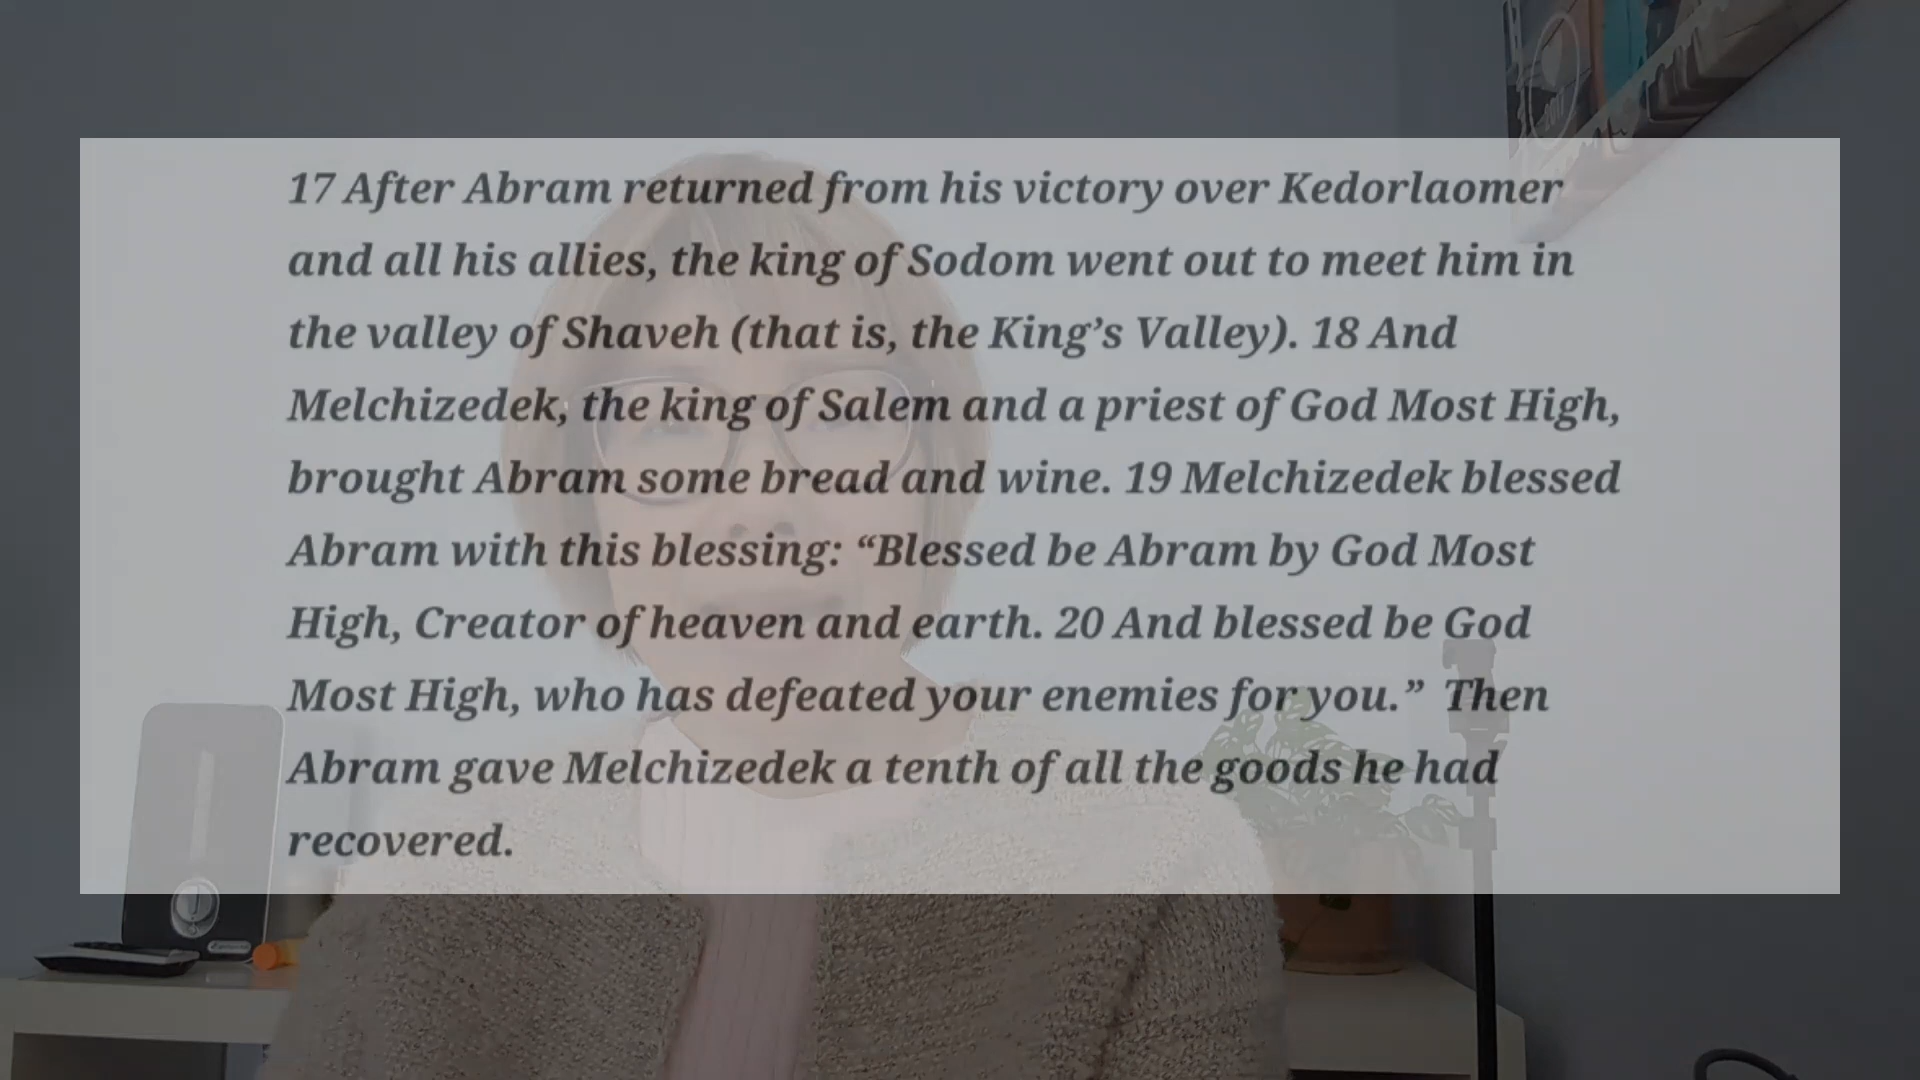 17 After Abram returned from his victory over Kedorlaomer
and all his allies, the king of Sodom went out to meet him in
the valley of Shaveh (that is, the King’s Valley). 18 And
Melchizedek, the king of Salem and a priest of God Most High,
brought Abram some bread and wine. 19 Melchizedek blessed
Abram with this blessing: “Blessed be Abram by God Most
High, Creator of heaven and earth. 20 And blessed be God
Most High, who has defeated your enemies for you.” Then
Abram gave Melchizedek a tenth of all the goods he had
recovered.